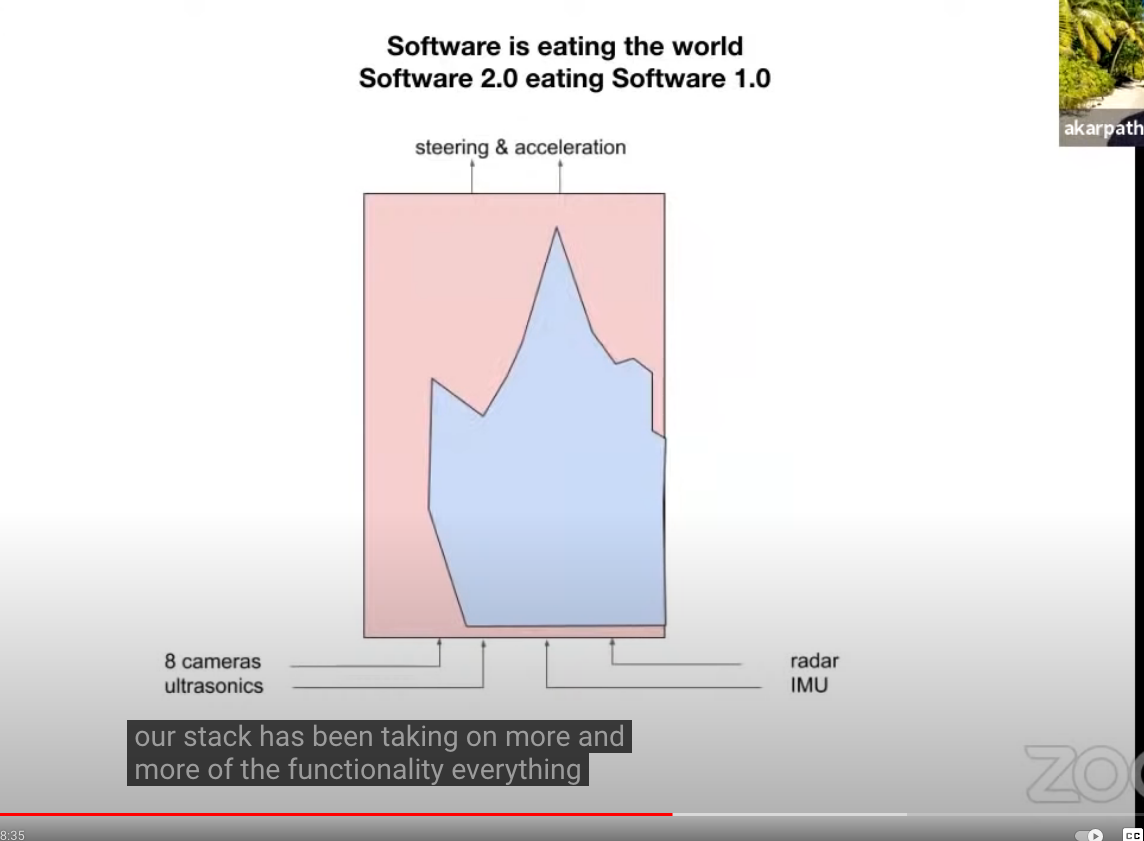 Software is eating the world
Software 2.0 eating Software 1.0
akarpath
steering & acceleration
8 cameras
ultrasonics
radar
IMU
our stack has been taking on more and
more of the functionality everything
8:35
CC